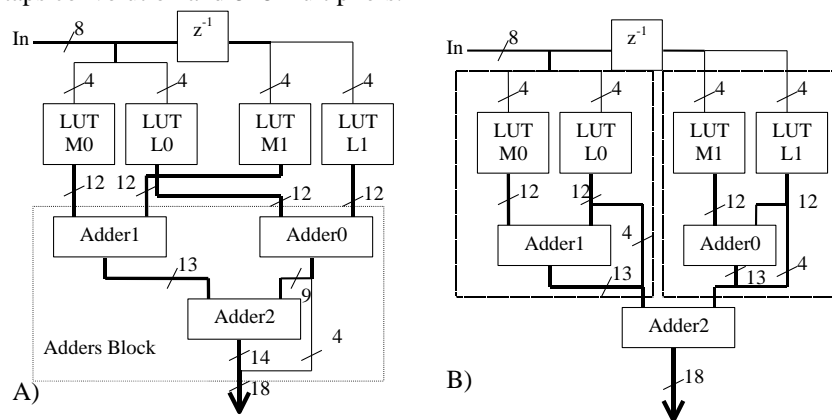 In
8
z-1
4
4
4
4
LUT
M0
LUT
L0
LUT
M1
LUT
L1
12
12
12
12
Adder1
Adder0
13
9
Adder2
Adders Block
14
4
18
A)
In
8
z-1
4
4
4
4
LUT
M0
LUT
L0
LUT
M1
LUT
L1
12
12
12
12
Adder1
4
Adder0
13
13
4
Adder2
18
B)